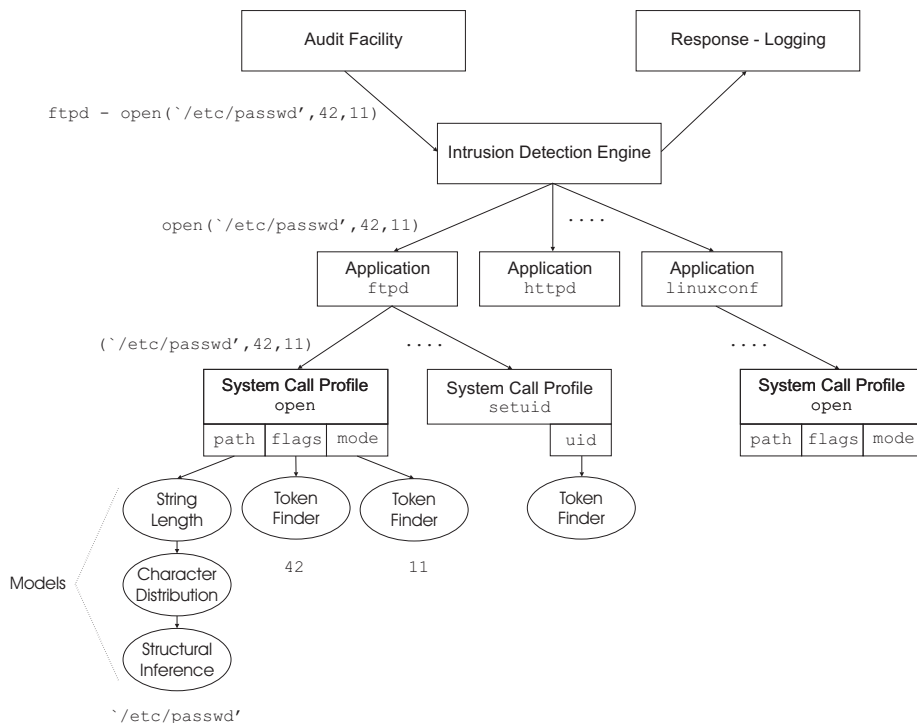 Audit Facility
Response - Logging
ftpd - open(`/etc/passwd',42,11)
Intrusion Detection Engine
open(`/etc/passwd',42,11)
....
Application
ftpd
Application
httpd
Application
linuxconf
(`/etc/passwd',42,11)
....
....
System Call Profile
open
System Call Profile
setuid
System Call Profile
open
path
flags
mode
uid
path
flags
mode
String
Length
Token
Finder
Token
Finder
Token
Finder
42
11
Models
Character
Distribution
Structural
Inference
`/etc/passwd'